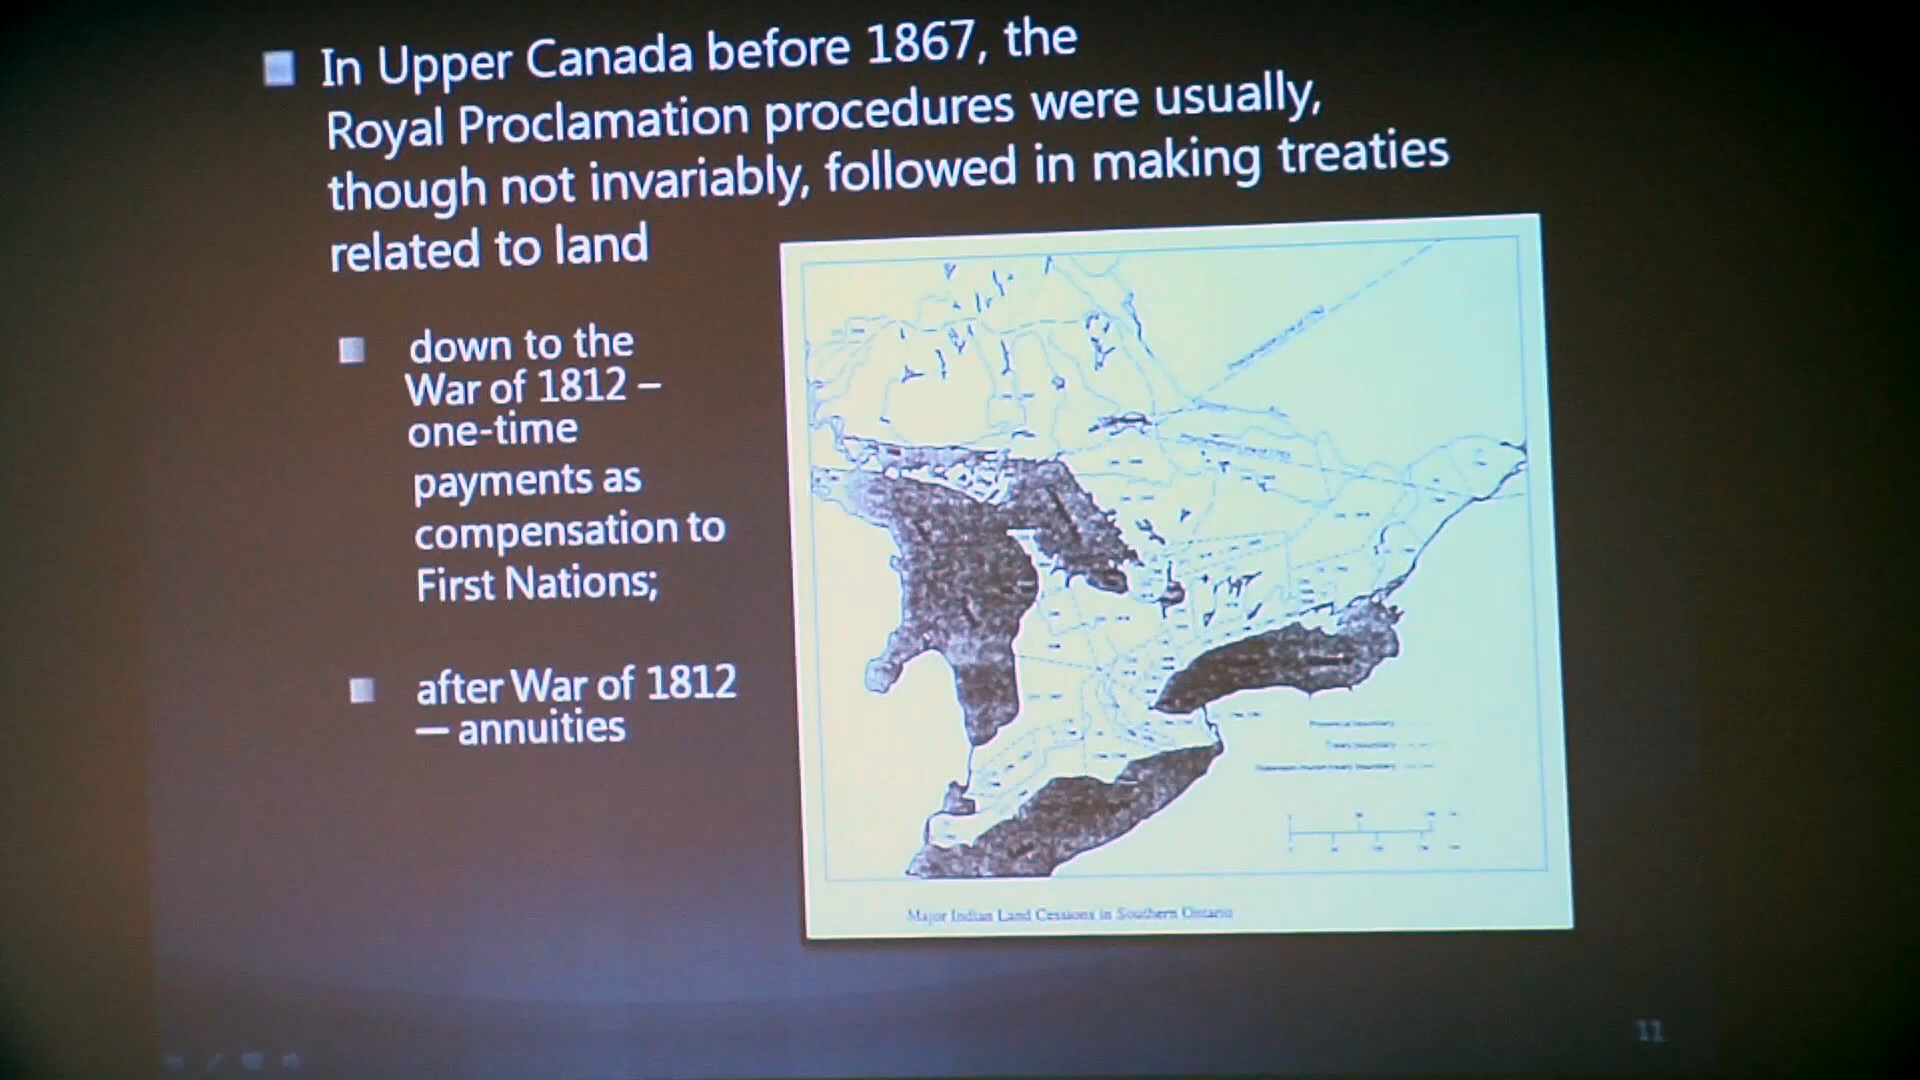 In Upper Canada before 1867, the
Royal Proclamation procedures were usually,
though not invariably, followed in making treaties
related to land
down to the
War of 1812 –
one-time
payments as
compensation to
First Nations;
after War of 1812
– annuities
Major Indian Land Cessions in Southern Ontario
11